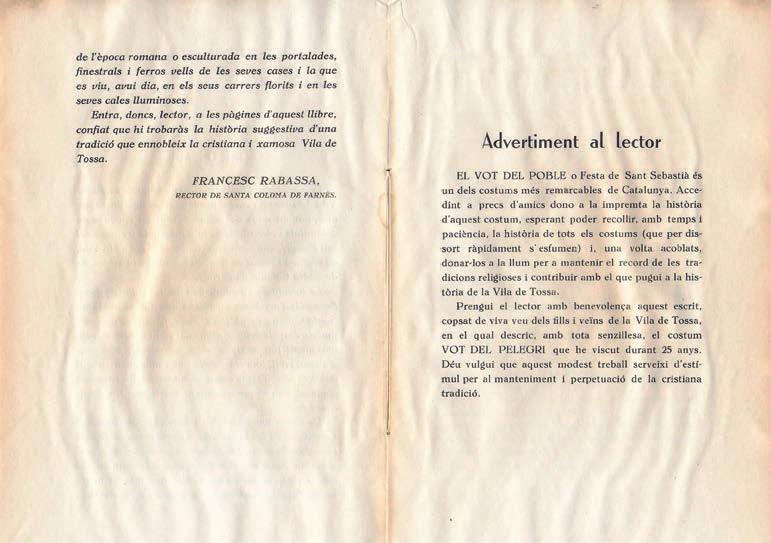 de l'època romana o esculturada en les portalades,
finestrals i ferros vells de les seves cases i la que
es viu, avui dia, en els seus carrers florits i en les
seves cales lluminoses.
Entra, doncs, lector, a les pàgines d'aquest llibre,
confiat que hi trobaràs la història suggestiva d'una
tradició que ennobleix la cristiana i xamosa Vila de
Tossa.
FRANCESC RABASSA,
RECTOR DE SANTA COLOMA DE FARNÉS.
Advertiment al lector
EL VOT DEL POBLE o Festa de Sant Sebastià és
un dels costums més remarcables de Catalunya. Acce-
dint a precs d'amics dono a la impremta la història
d'aquest costum, esperant poder recollir, amb temps i
paciència, la història de tots els costums (que per dis-
sort ràpidament s'esfumen) i, una volta acoblats,
donar-los a la llum per a mantenir el record de les tra-
dicions religioses i contribuir amb el que pugui a la his-
tòria de la Vila de Tossa.
Prengui el lector amb benevolença aquest escrit,
copsat de viva veu dels fills i veïns de la Vila de Tossa,
en el qual descric, amb tota senzillesa, el costum
VOT DEL PELEGRI que he viscut durant 25 anys.
Déu vulgui que aquest modest treball serveixi d'estí-
mul per al manteniment i perpetuació de la cristiana
tradició.